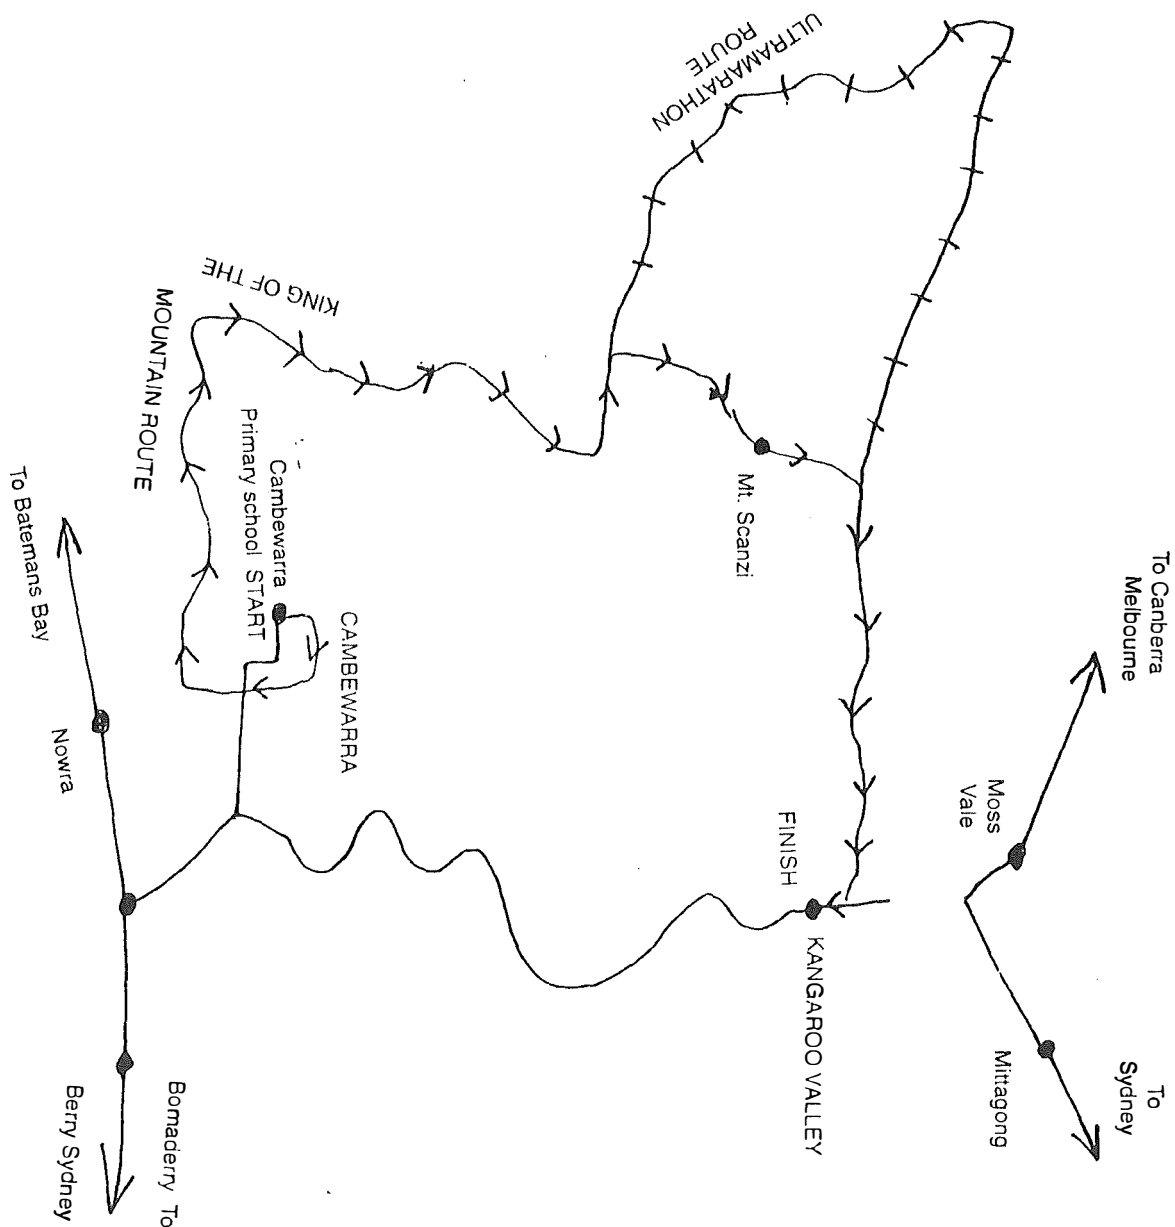 ULTRAMARATHON
ROUTE
KING OF THE
MOUNTAIN ROUTE
To Canberra
Melbourne
To
Sydney
Moss
Vale
Mittagong
Mt. Scanzi
FINISH
KANGAROO VALLEY
CAMBEWARRA
Cambewarra
Primary school START
To Batemans Bay
Nowra
Bomaderry To
Berry Sydney